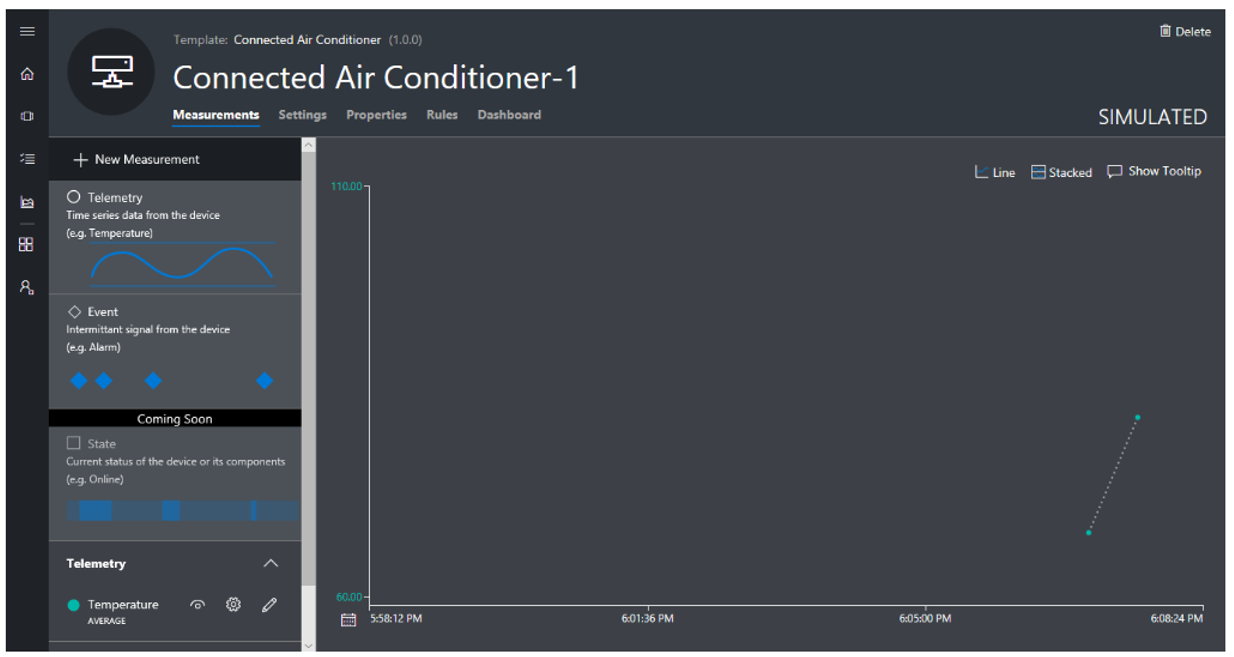 Template: Connected Air Conditioner (1.0.0)
Delete
Connected Air Conditioner-1
Measurements Settings Properties Rules Dashboard
SIMULATED
New Measurement
Telemetry
Time series data from the device
(e.g. Temperature)
Event
Intermittant signal from the device
(e.g. Alarm)
Coming Soon
State
Current status of the device or its components
(e.g. Online)
Telemetry
Temperature
AVERAGE
Line Stacked Show Tooltip
110.00
60.00
5:58:12 PM 6:01:36 PM 6:05:00 PM 6:08:24 PM